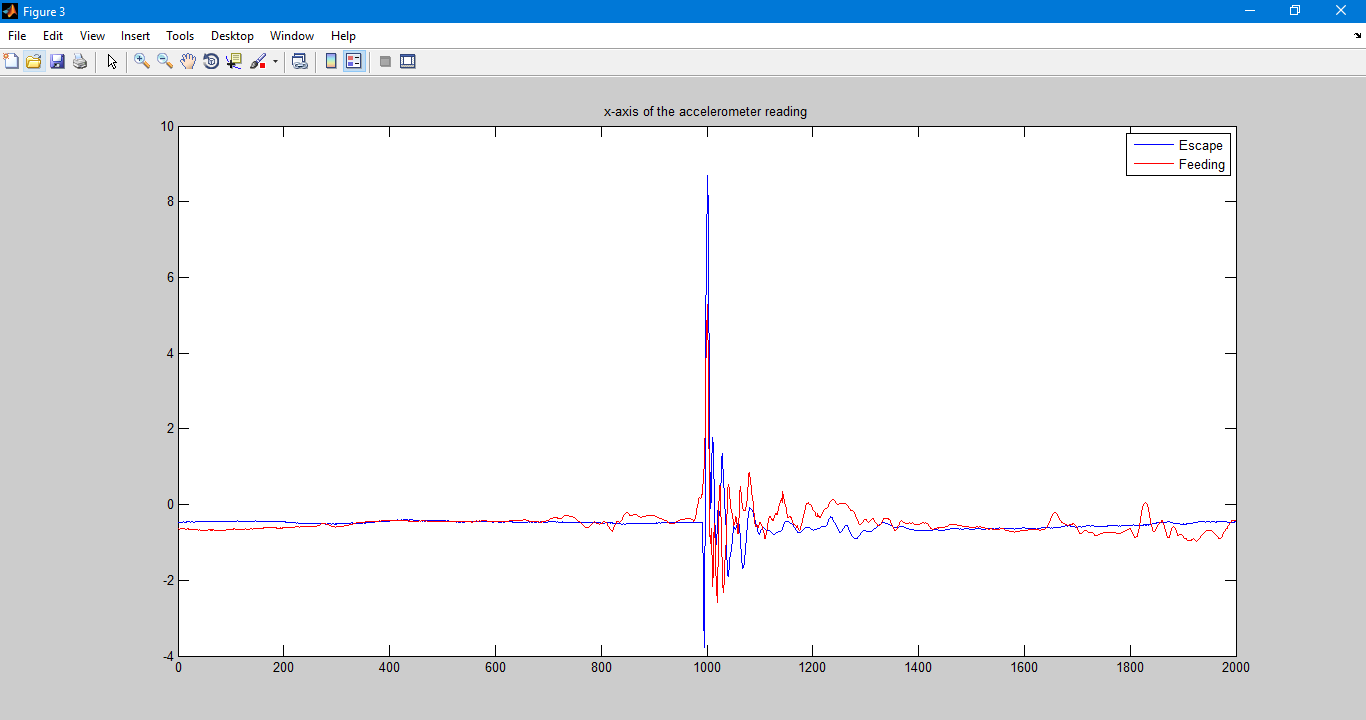 Figure 3
File Edit View Insert Tools Desktop Window Help
x-axis of the accelerometer reading
10
8
6
4
2
0
-2
-4
Escape
Feeding
0 200 400 600 800 1000 1200 1400 1600 1800 2000